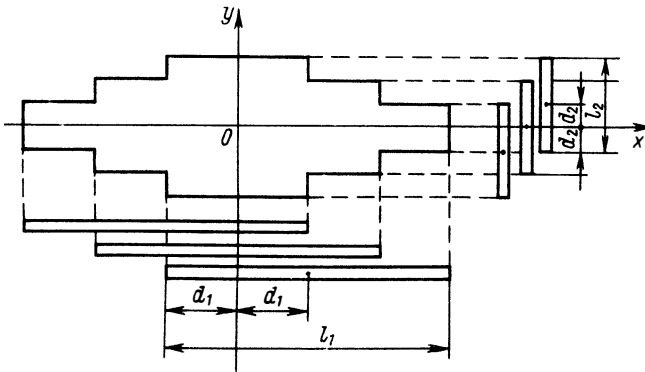 y
d₂
l₂
O
d₂
x
d₁
d₁
l₁